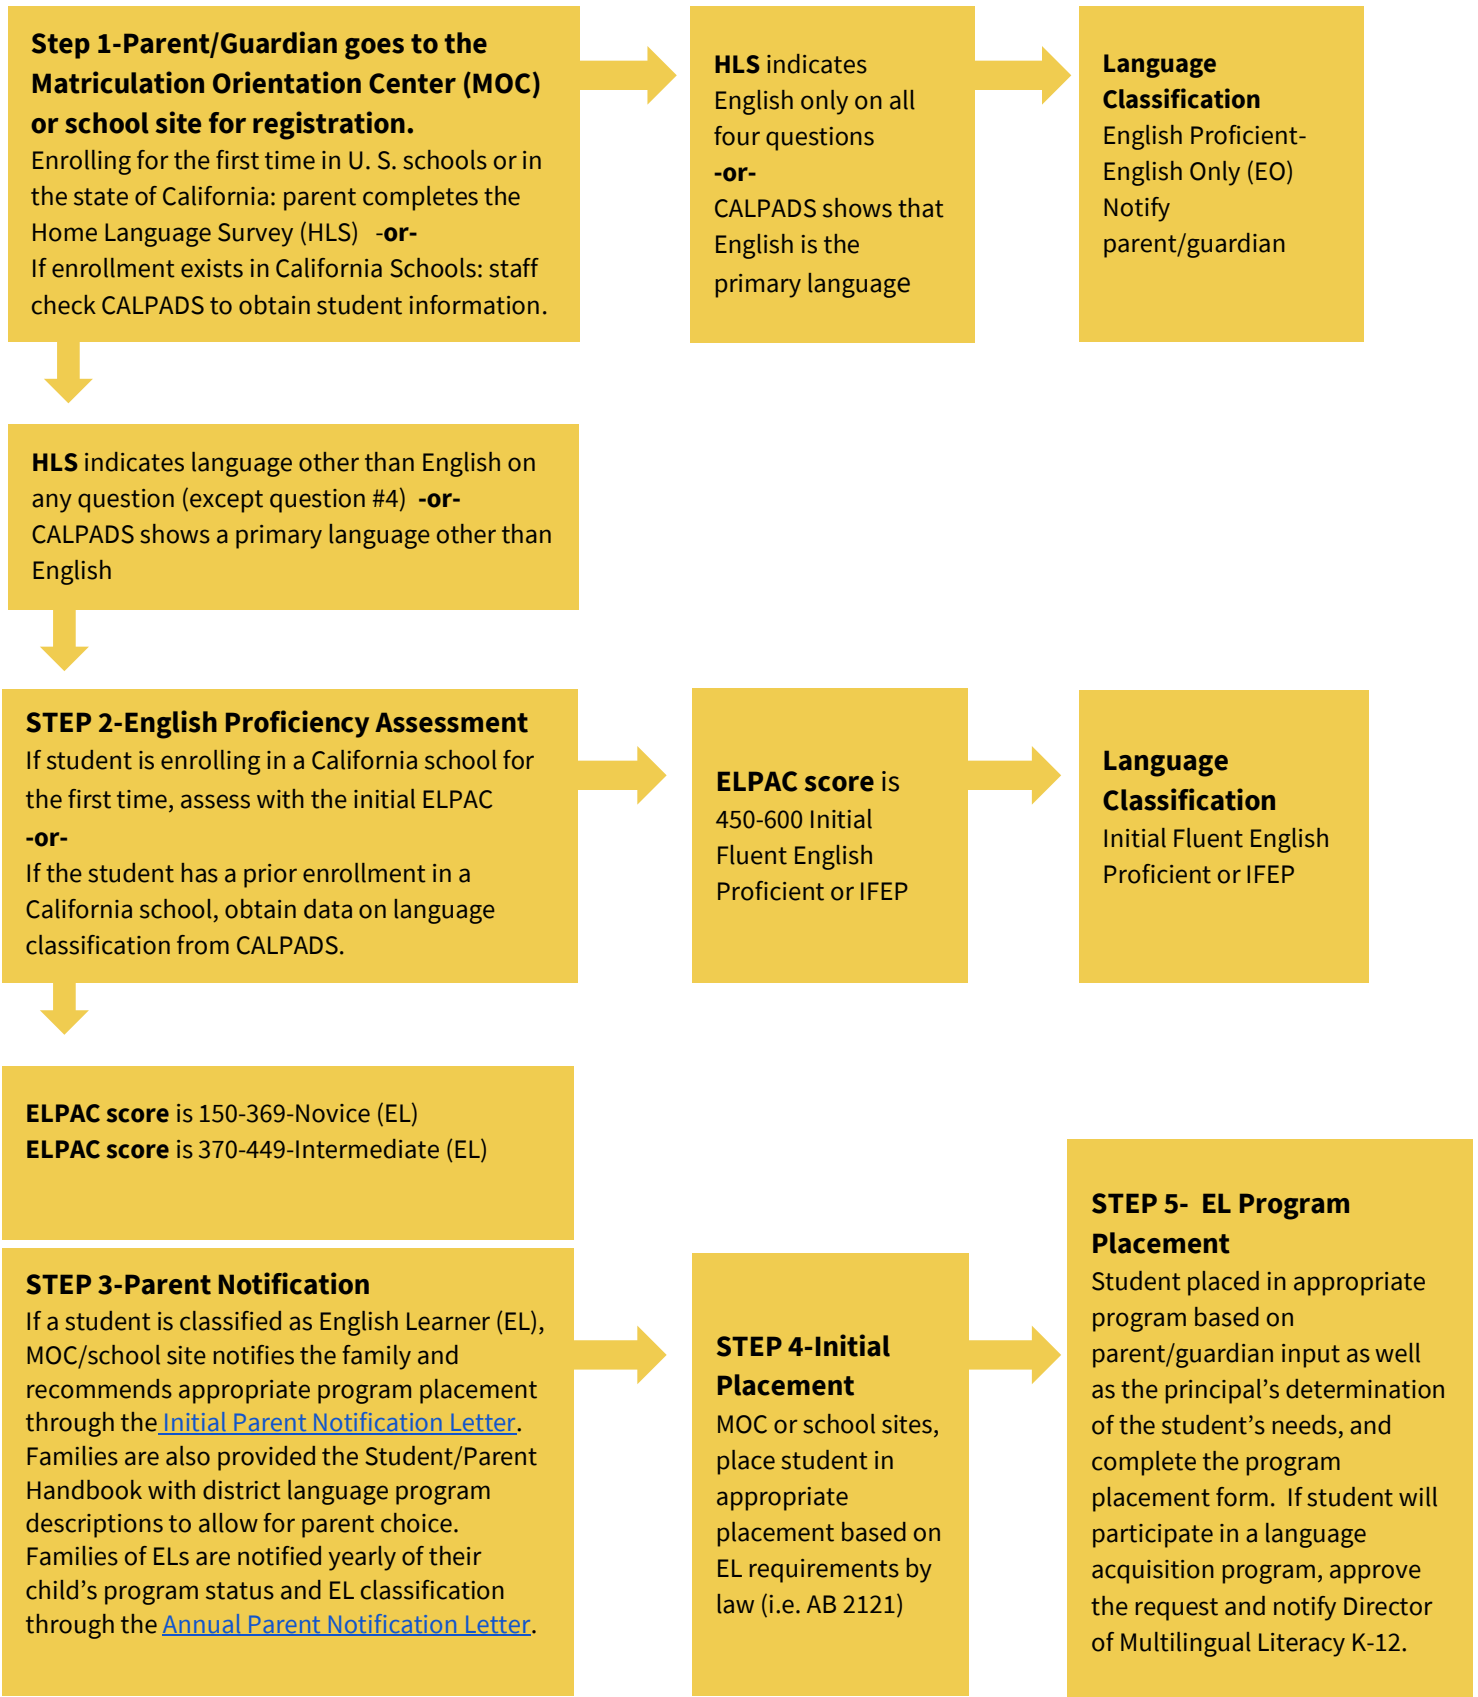 Step 1-Parent/Guardian goes to the
Matriculation Orientation Center (MOC)
or school site for registration.
Enrolling for the first time in U. S. schools or in
the state of California: parent completes the
Home Language Survey (HLS)   -or-
If enrollment exists in California Schools: staff
check CALPADS to obtain student information.
HLS indicates
English only on all
four questions
-or-
CALPADS shows that
English is the
primary language
Language
Classification
English Proficient-
English Only (EO)
Notify
parent/guardian
HLS indicates language other than English on
any question (except question #4)  -or-
CALPADS shows a primary language other than
English
STEP 2-English Proficiency Assessment
If student is enrolling in a California school for
the first time, assess with the initial ELPAC
-or-
If the student has a prior enrollment in a
California school, obtain data on language
classification from CALPADS.
ELPAC score is
450-600 Initial
Fluent English
Proficient or IFEP
Language
Classification
Initial Fluent English
Proficient or IFEP
ELPAC score is 150-369-Novice (EL)
ELPAC score is 370-449-Intermediate (EL)
STEP 3-Parent Notification
If a student is classified as English Learner (EL),
MOC/school site notifies the family and
recommends appropriate program placement
through the Initial Parent Notification Letter.
Families are also provided the Student/Parent
Handbook with district language program
descriptions to allow for parent choice.
Families of ELs are notified yearly of their
child's program status and EL classification
through the Annual Parent Notification Letter.
STEP 4-Initial
Placement
MOC or school sites,
place student in
appropriate
placement based on
EL requirements by
law (i.e. AB 2121)
STEP 5-  EL Program
Placement
Student placed in appropriate
program based on
parent/guardian input as well
as the principal's determination
of the student's needs, and
complete the program
placement form.  If student will
participate in a language
acquisition program, approve
the request and notify Director
of Multilingual Literacy K-12.